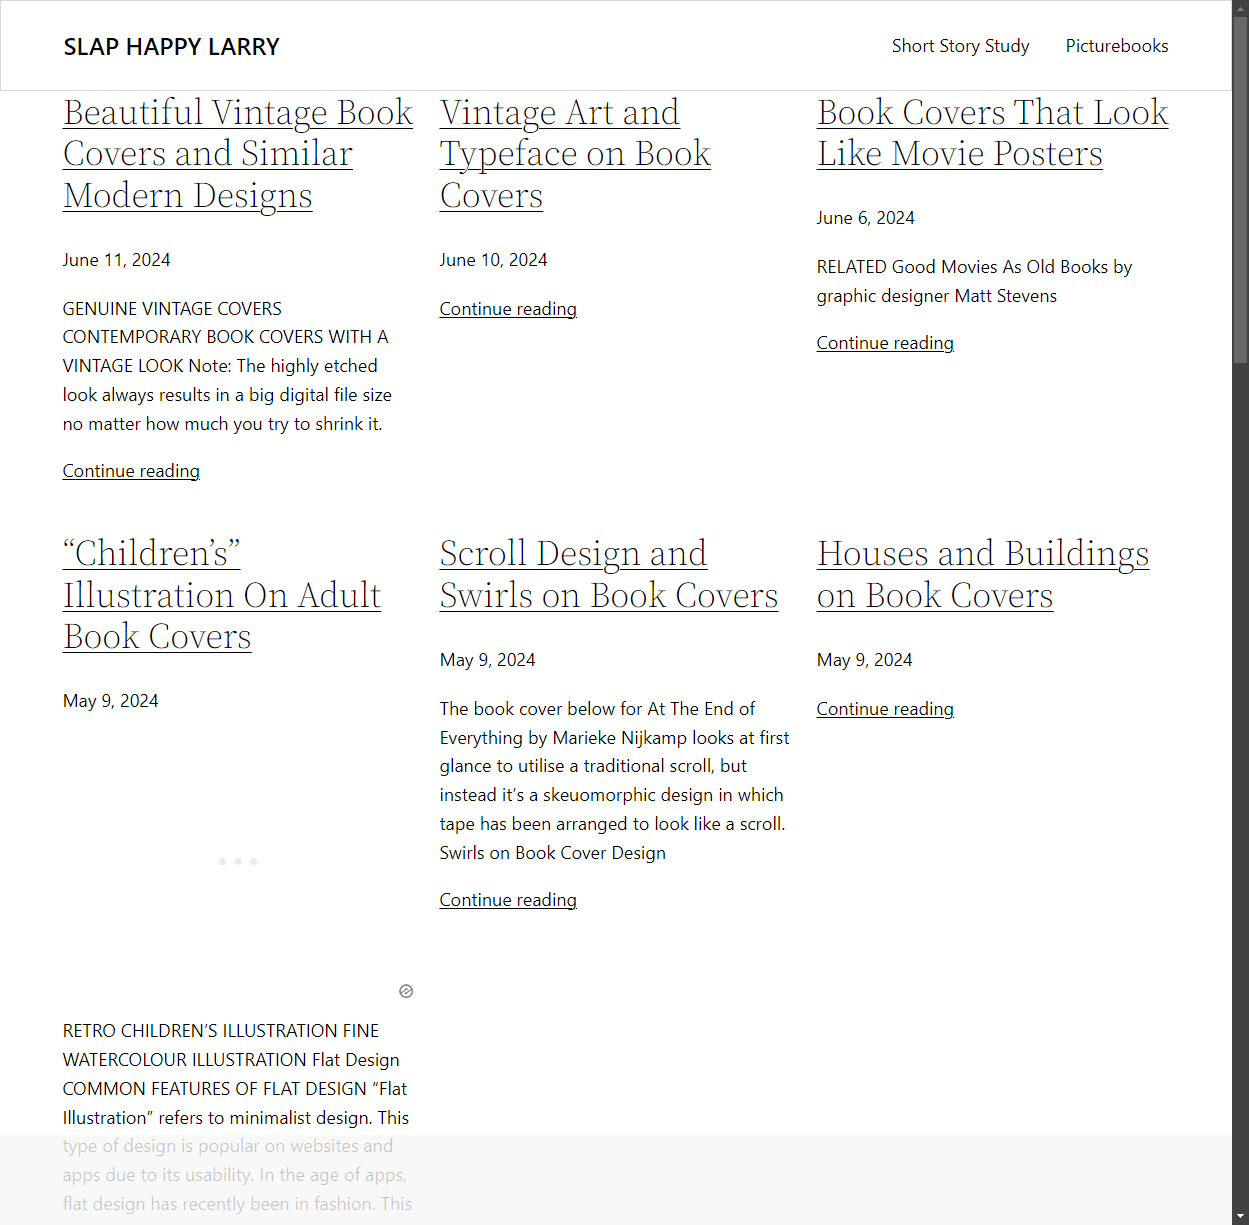 SLAP HAPPY LARRY
Short Story Study
Picturebooks
Beautiful Vintage Book
Covers and Similar
Modern Designs
June 11, 2024
GENUINE VINTAGE COVERS
CONTEMPORARY BOOK COVERS WITH A
VINTAGE LOOK Note: The highly etched
look always results in a big digital file size
no matter how much you try to shrink it.
Continue reading
Vintage Art and
Typeface on Book
Covers
June 10, 2024
Continue reading
Book Covers That Look
Like Movie Posters
June 6, 2024
RELATED Good Movies As Old Books by
graphic designer Matt Stevens
Continue reading
“Children’s”
Illustration On Adult
Book Covers
May 9, 2024
RETRO CHILDREN’S ILLUSTRATION FINE
WATERCOLOUR ILLUSTRATION Flat Design
COMMON FEATURES OF FLAT DESIGN “Flat
Illustration” refers to minimalist design. This
type of design is popular on websites and
apps due to its usability. In the age of apps,
flat design has recently been in fashion. This
Scroll Design and
Swirls on Book Covers
May 9, 2024
The book cover below for At The End of
Everything by Marieke Nijkamp looks at first
glance to utilise a traditional scroll, but
instead it’s a skeuomorphic design in which
tape has been arranged to look like a scroll.
Swirls on Book Cover Design
Continue reading
Houses and Buildings
on Book Covers
May 9, 2024
Continue reading